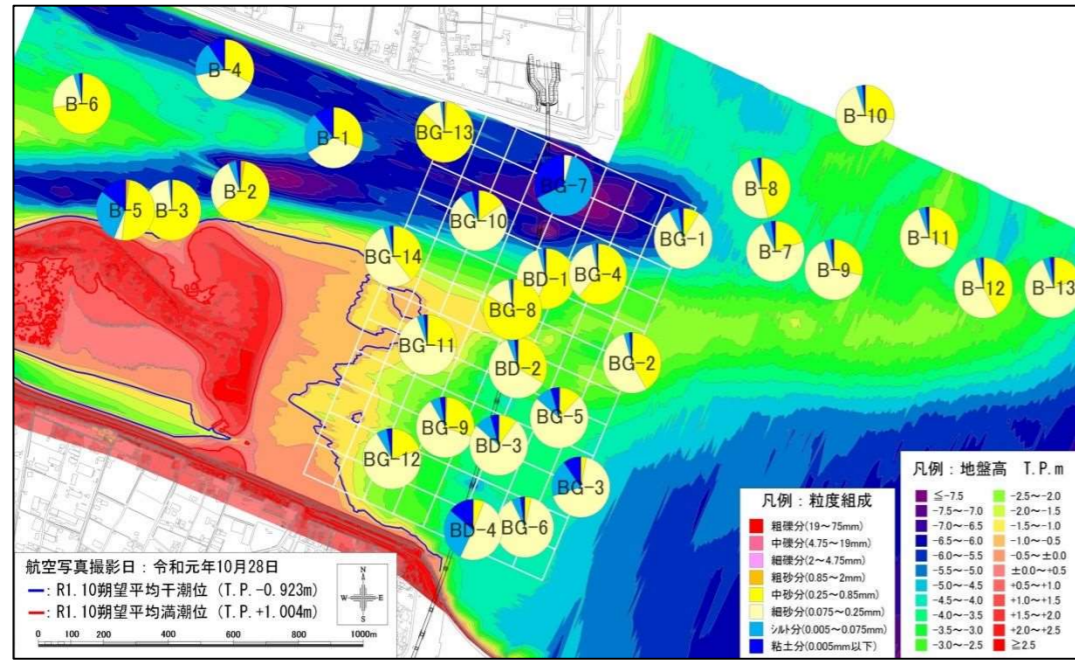 B-4
B-6
B-10
B-1
BG-13
BG-7
B-8
B-2
B-5
B-3
BG-10
BG-1
B-11
BG-14
B-7
B-9
BD-1
BG-4
B-12
B-13
BG-8
BG-11
BD-2
BG-2
BG-5
BG-9
BD-3
BG-12
BG-3
BD-4
BG-6
航空写真撮影日:令和元年10月28日
:R1.10朔望平均干潮位(T.P.-0.923m)
:R1.10朔望平均満潮位(T.P.+1.004m)
0 100 200 400 600 800 1000m
N
W
E
S
凡例:粒度組成
粗礫分(19~75mm)
中礫分(4.75~19mm)
細礫分(2~4.75mm)
粗砂分(0.85~2mm)
中砂分(0.25~0.85mm)
細砂分(0.075~0.25mm)
シルト分(0.005~0.075mm)
粘土分(0.005mm以下)
凡例:地盤高 T.P.m
≦-7.5
-7.5~-7.0
-7.0~-6.5
-6.5~-6.0
-6.0~-5.5
-5.5~-5.0
-5.0~-4.5
-4.5~-4.0
-4.0~-3.5
-3.5~-3.0
-3.0~-2.5
-2.5~-2.0
-2.0~-1.5
-1.5~-1.0
-1.0~-0.5
-0.5~±0.0
±0.0~+0.5
+0.5~+1.0
+1.0~+1.5
+1.5~+2.0
+2.0~+2.5
≧2.5